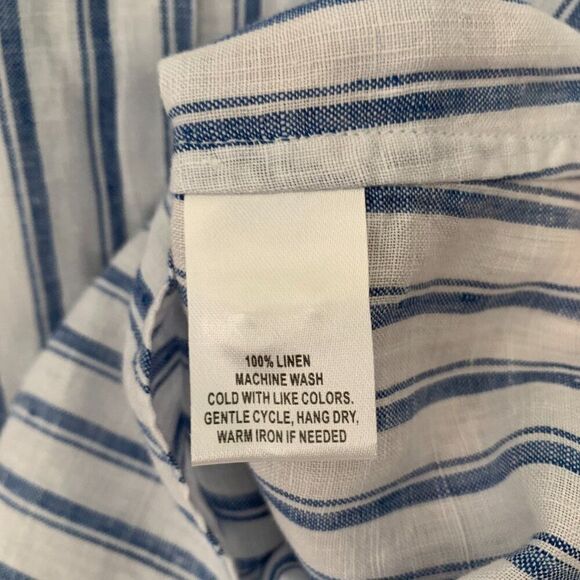 100% LINEN
MACHINE WASH
COLD WITH LIKE COLORS.
GENTLE CYCLE, HANG DRY,
WARM IRON IF NEEDED